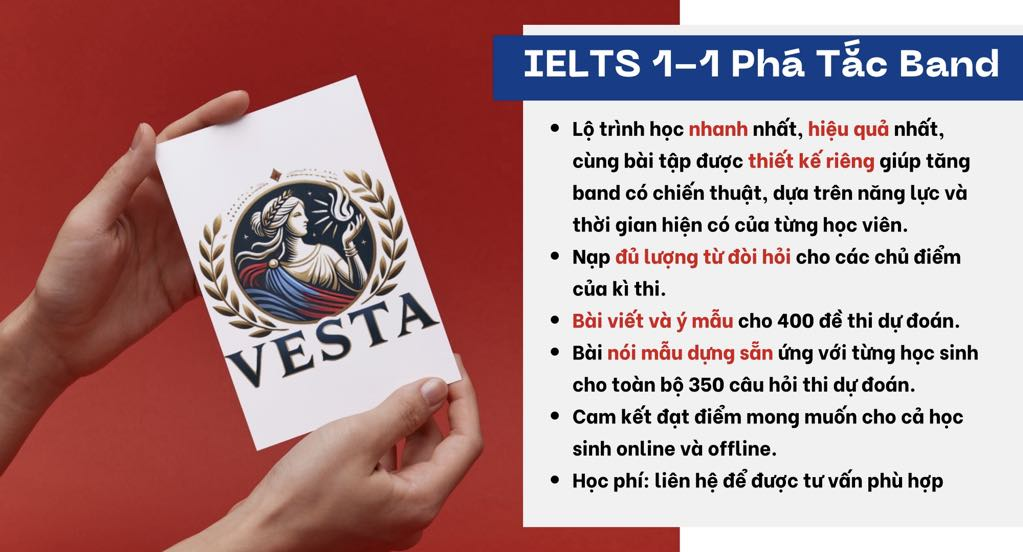 VESTA
IELTS 1–1 Phá Tắc Band
• Lộ trình học nhanh nhất, hiệu quả nhất,
cùng bài tập được thiết kế riêng giúp tăng
band có chiến thuật, dựa trên năng lực và
thời gian hiện có của từng học viên.
• Nạp đủ lượng từ đòi hỏi cho các chủ điểm
của kì thi.
• Bài viết và ý mẫu cho 400 đề thi dự đoán.
• Bài nói mẫu dựng sẵn ứng với từng học sinh
cho toàn bộ 350 câu hỏi thi dự đoán.
• Cam kết đạt điểm mong muốn cho cả học
sinh online và offline.
• Học phí: liên hệ để được tư vấn phù hợp